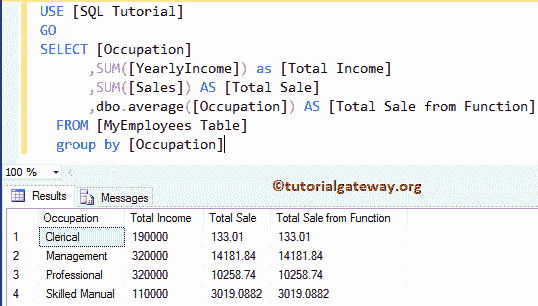 USE [SQL Tutorial]
GO
SELECT [Occupation]
,SUM([YearlyIncome]) as [Total Income]
,SUM([Sales]) AS [Total Sale]
,dbo.average([Occupation]) AS [Total Sale from Function]
FROM [MyEmployees Table]
group by [Occupation]
100 %
©tutorialgateway.org
Results Messages
Occupation Total Income Total Sale Total Sale from Function
1 Clerical 190000 133.01 133.01
2 Management 320000 14181.84 14181.84
3 Professional 320000 10258.74 10258.74
4 Skilled Manual 110000 3019.0882 3019.0882